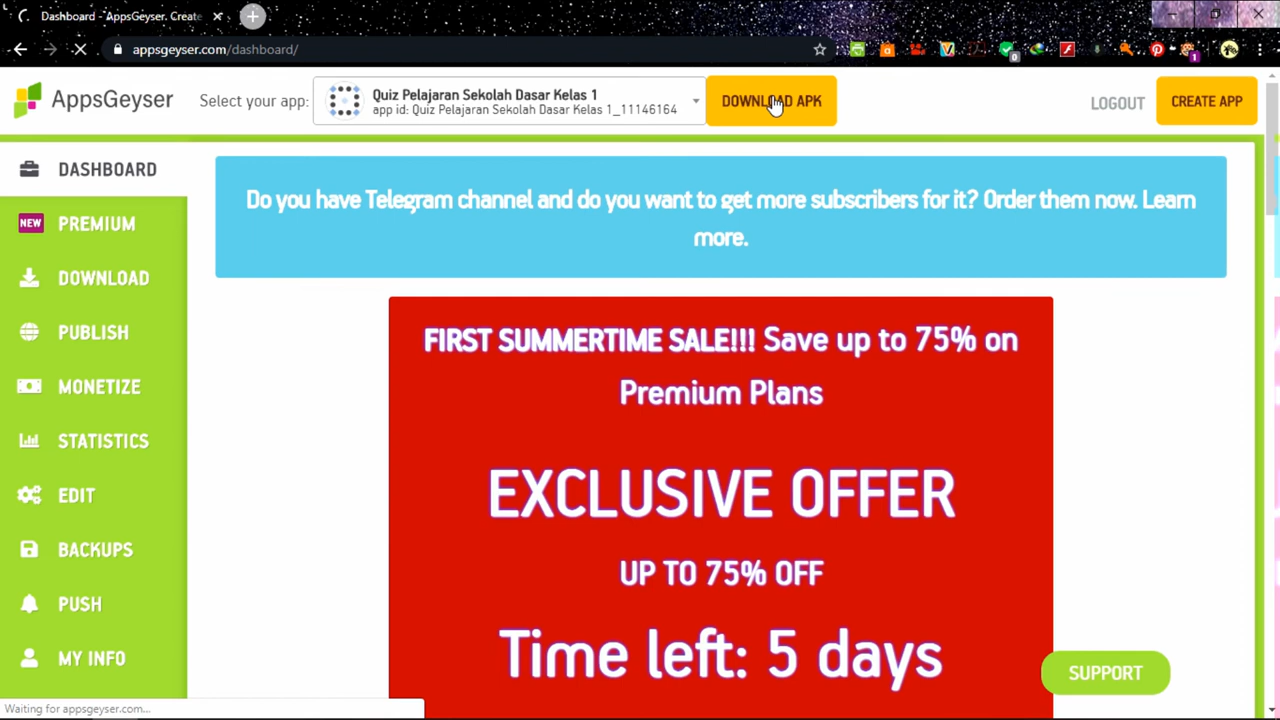 Dashboard - AppsGeyser. Create
appsgeyser.com/dashboard/
0
1
AppsGeyser
Select your app:
Quiz Pelajaran Sekolah Dasar Kelas 1
app id: Quiz Pelajaran Sekolah Dasar Kelas 1_11146164
DOWNLOAD APK
LOGOUT
CREATE APP
DASHBOARD
NEW PREMIUM
DOWNLOAD
PUBLISH
MONETIZE
STATISTICS
EDIT
BACKUPS
PUSH
MY INFO
Do you have Telegram channel and do you want to get more subscribers for it? Order them now. Learn
more.
FIRST SUMMERTIME SALE!!! Save up to 75% on
Premium Plans
EXCLUSIVE OFFER
UP TO 75% OFF
Time left: 5 days
SUPPORT
Waiting for appsgeyser.com...